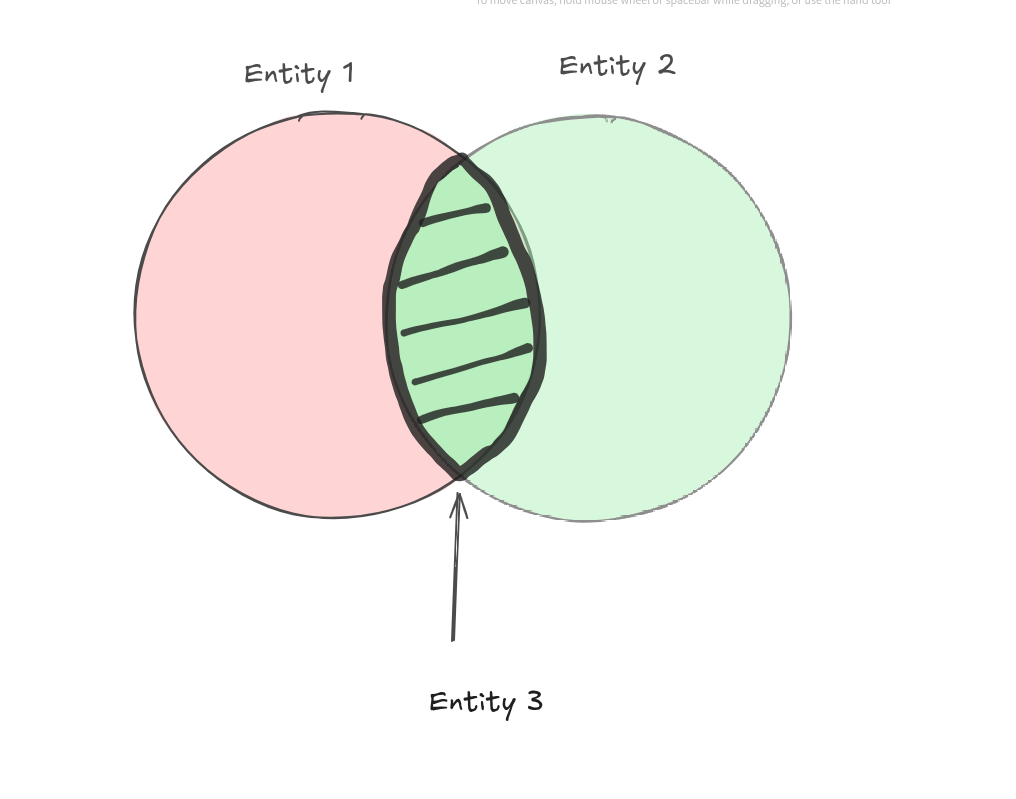 To move canvas, hold mouse wheel or spacebar while dragging, or use the hand tool
Entity 1
Entity 2
Entity 3